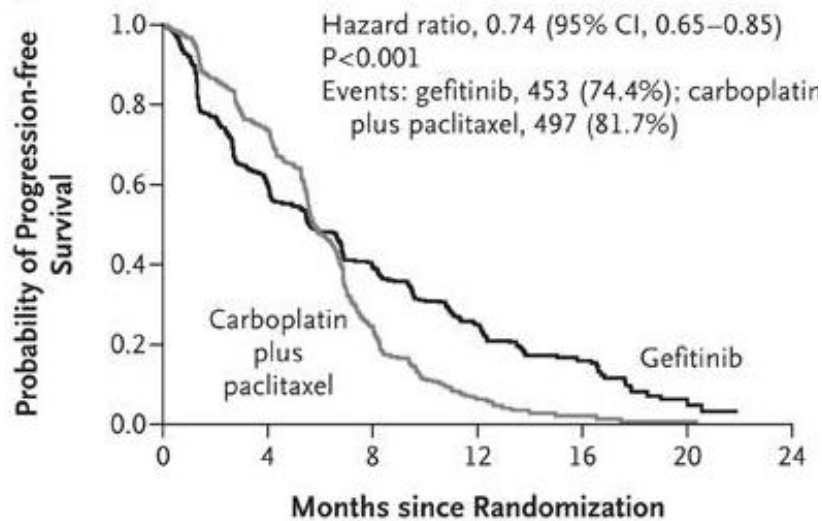 Hazard ratio, 0.74 (95% CI, 0.65–0.85)
P<0.001
Events: gefitinib, 453 (74.4%); carboplatin
plus paclitaxel, 497 (81.7%)
Probability of Progression-free
Survival
1.0
0.8
0.6
0.4
0.2
0.0
Carboplatin
plus
paclitaxel
Gefitinib
0 4 8 12 16 20 24
Months since Randomization